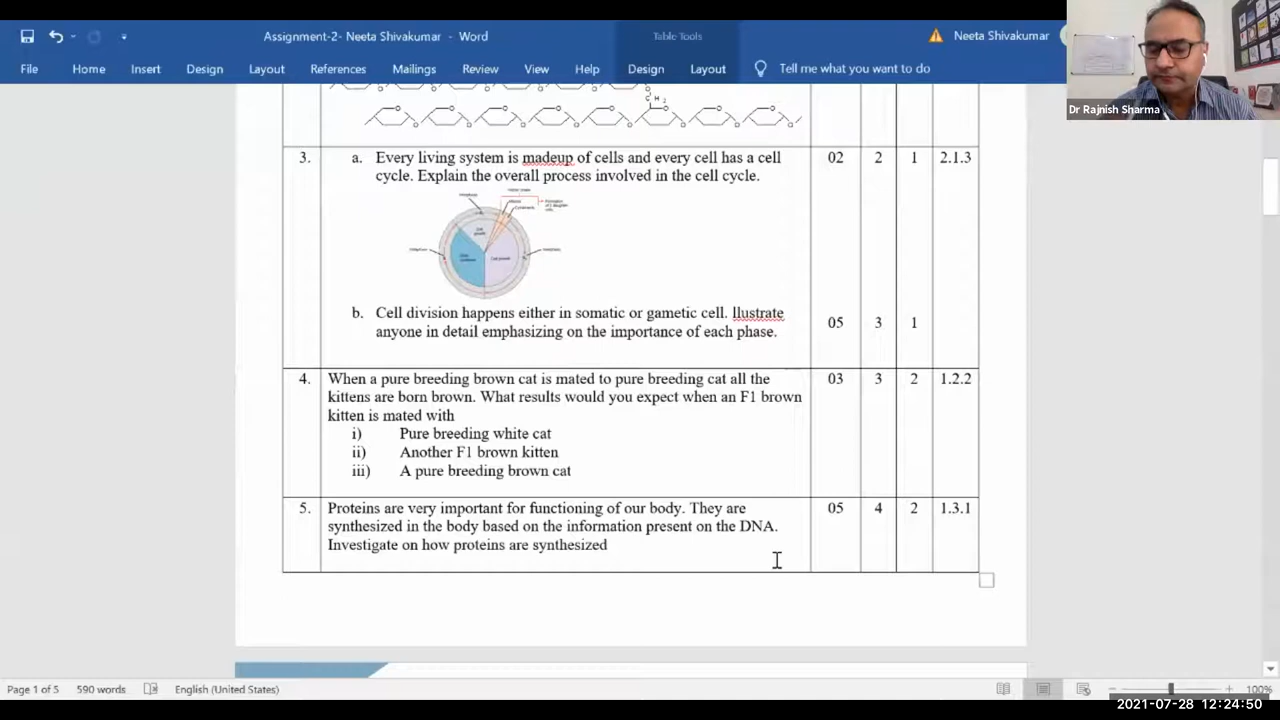 Assignment-2- Neeta Shivakumar - Word
Table Tools
Neeta Shivakumar
File Home Insert Design Layout References Mailings Review View Help Design Layout Tell me what you want to do
Dr Rajnish Sharma
3. a. Every living system is madeup of cells and every cell has a cell 02 2 1 2.1.3
cycle. Explain the overall process involved in the cell cycle.
b. Cell division happens either in somatic or gametic cell. Ilustrate 05 3 1
anyone in detail emphasizing on the importance of each phase.
4. When a pure breeding brown cat is mated to pure breeding cat all the 03 3 2 1.2.2
kittens are born brown. What results would you expect when an F1 brown
kitten is mated with
i) Pure breeding white cat
ii) Another F1 brown kitten
iii) A pure breeding brown cat
5. Proteins are very important for functioning of our body. They are 05 4 2 1.3.1
synthesized in the body based on the information present on the DNA.
Investigate on how proteins are synthesized
Page 1 of 5 590 words English (United States) 100%
2021-07-28 12:24:50